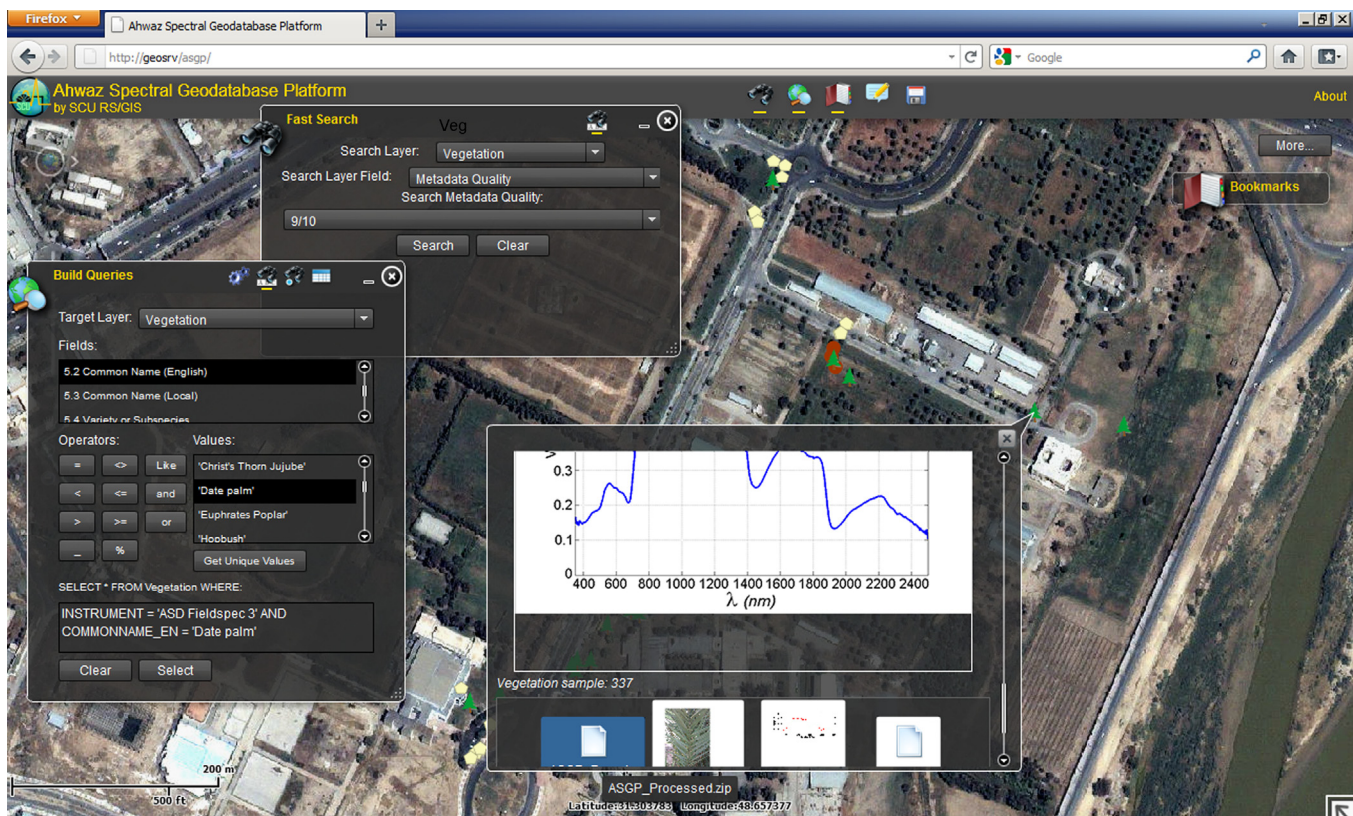 Firefox
Ahwaz Spectral Geodatabase Platform
+
http://geosrv/asgp/
Google
Ahwaz Spectral Geodatabase Platform
by SCU RS/GIS
SCU
About
More...
Bookmarks
Fast Search
Veg
Search Layer: Vegetation
Search Layer Field: Metadata Quality
Search Metadata Quality:
9/10
Search Clear
Build Queries
Target Layer: Vegetation
Fields:
5.2 Common Name (English)
5.3 Common Name (Local)
5.4 Variety or Subspecies
Operators: Values:
= <> Like
< <= and
> >= or
_ %
'Christ's Thorn Jujube'
'Date palm'
'Euphrates Poplar'
'Hoobush'
Get Unique Values
SELECT * FROM Vegetation WHERE:
INSTRUMENT = 'ASD Fieldspec 3' AND
COMMONNAME_EN = 'Date palm'
Clear Select
0.3
0.2
0.1
0
400 600 800 1000 1200 1400 1600 1800 2000 2200 2400
λ (nm)
Vegetation sample: 337
ASGP_Processed.zip
200 m
500 ft
Latitude:31.303783 Longitude:48.657377